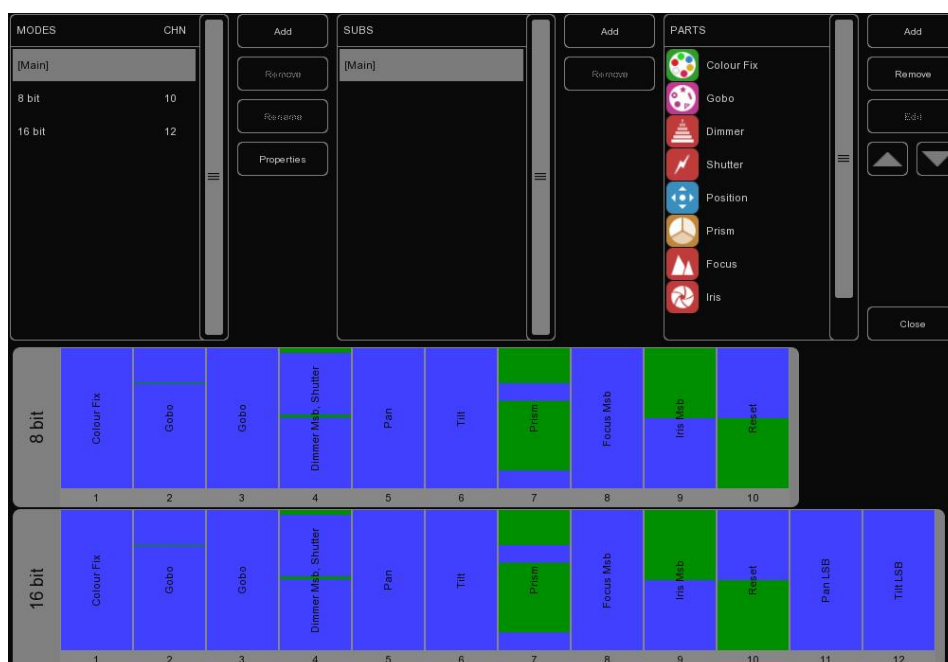 MODES CHN
[Main]
8 bit 10
16 bit 12
Add
Remove
Rename
Properties
SUBS
[Main]
Add
Remove
PARTS
Colour Fix
Gobo
Dimmer
Shutter
Position
Prism
Focus
Iris
Add
Remove
Edit
Close
8 bit
Colour Fix
Gobo
Gobo
Dimmer Msb, Shutter
Pan
Tilt
Prism
Focus Msb
Iris Msb
Reset
1 2 3 4 5 6 7 8 9 10
16 bit
Colour Fix
Gobo
Gobo
Dimmer Msb, Shutter
Pan
Tilt
Prism
Focus Msb
Iris Msb
Reset
Pan LSB
Tilt LSB
1 2 3 4 5 6 7 8 9 10 11 12